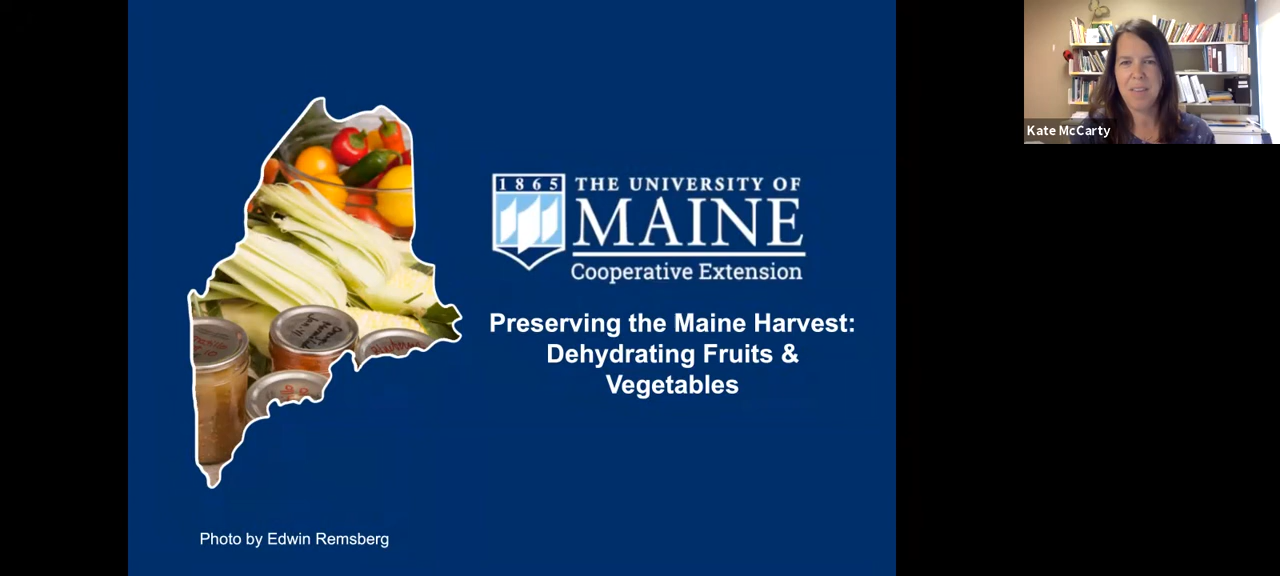 1865
THE UNIVERSITY OF
MAINE
Cooperative Extension
Preserving the Maine Harvest:
Dehydrating Fruits &
Vegetables
Photo by Edwin Remsberg
Kate McCarty